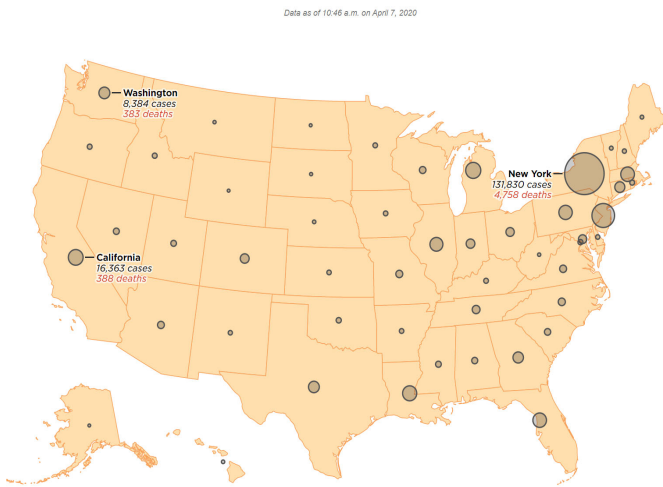 Data as of 10:46 a.m. on April 7, 2020
Washington
8,384 cases
383 deaths
New York
131,830 cases
4,758 deaths
California
16,363 cases
388 deaths